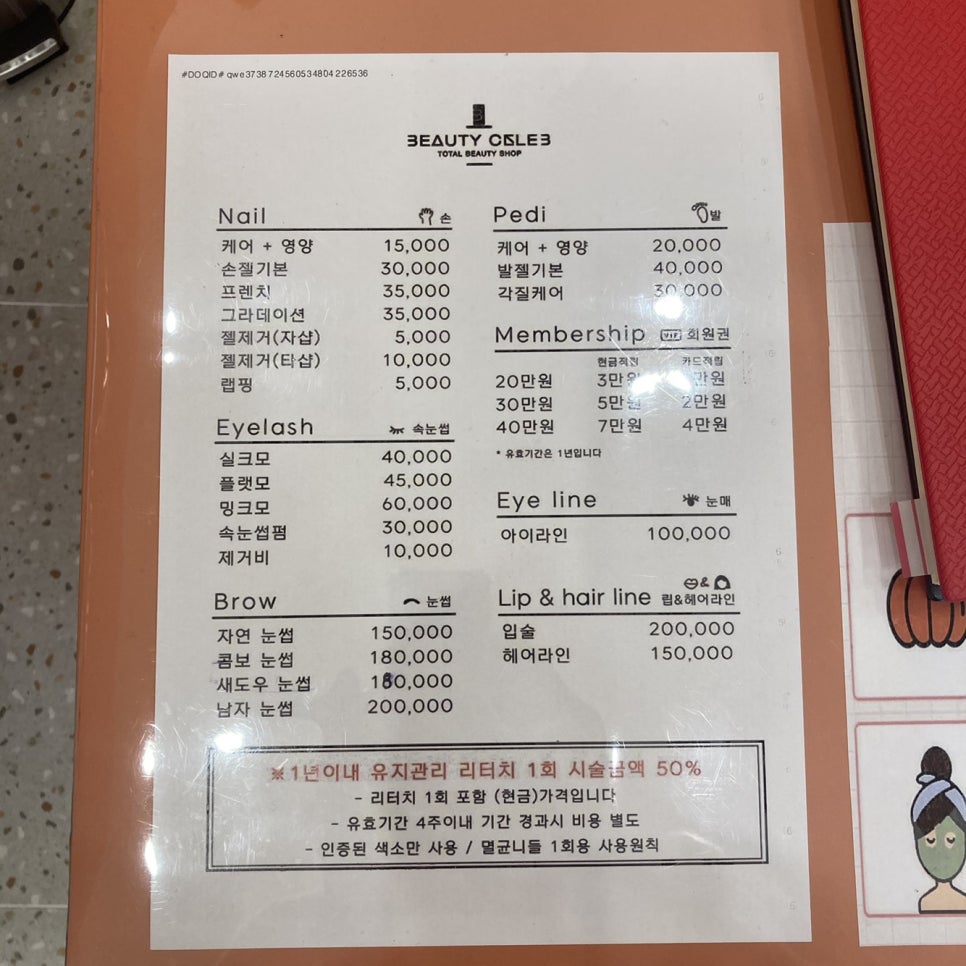 #DOQID# qwe3738724560534804226536
BEAUTY CALEB
TOTAL BEAUTY SHOP
Nail 손
케어 + 영양 15,000
손젤기본 30,000
프렌치 35,000
그라데이션 35,000
젤제거(자샵) 5,000
젤제거(타샵) 10,000
랩핑 5,000
Eyelash 속눈썹
실크모 40,000
플랫모 45,000
밍크모 60,000
속눈썹펌 30,000
제거비 10,000
Brow 눈썹
자연 눈썹 150,000
콤보 눈썹 180,000
섀도우 눈썹 180,000
남자 눈썹 200,000
Pedi 발
케어 + 영양 20,000
발젤기본 40,000
각질케어 30,000
Membership VIP 회원권
현금적립 카드적립
20만원 3만원 만원
30만원 5만원 2만원
40만원 7만원 4만원
* 유효기간은 1년입니다
Eye line 눈매
아이라인 100,000
Lip & hair line & 립&헤어라인
입술 200,000
헤어라인 150,000
※1년이내 유지관리 리터치 1회 시술금액 50%
- 리터치 1회 포함 (현금)가격입니다
- 유효기간 4주이내 기간 경과시 비용 별도
- 인증된 색소만 사용 / 멸균니들 1회용 사용원칙